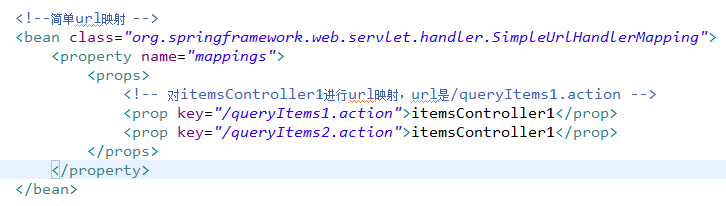 <!--简单url映射 -->
<bean class="org.springframework.web.servlet.handler.SimpleUrlHandlerMapping">
<property name="mappings">
<props>
<!-- 对itemsController1进行url映射，url是/queryItems1.action -->
<prop key="/queryItems1.action">itemsController1</prop>
<prop key="/queryItems2.action">itemsController1</prop>
</props>
</property>
</bean>